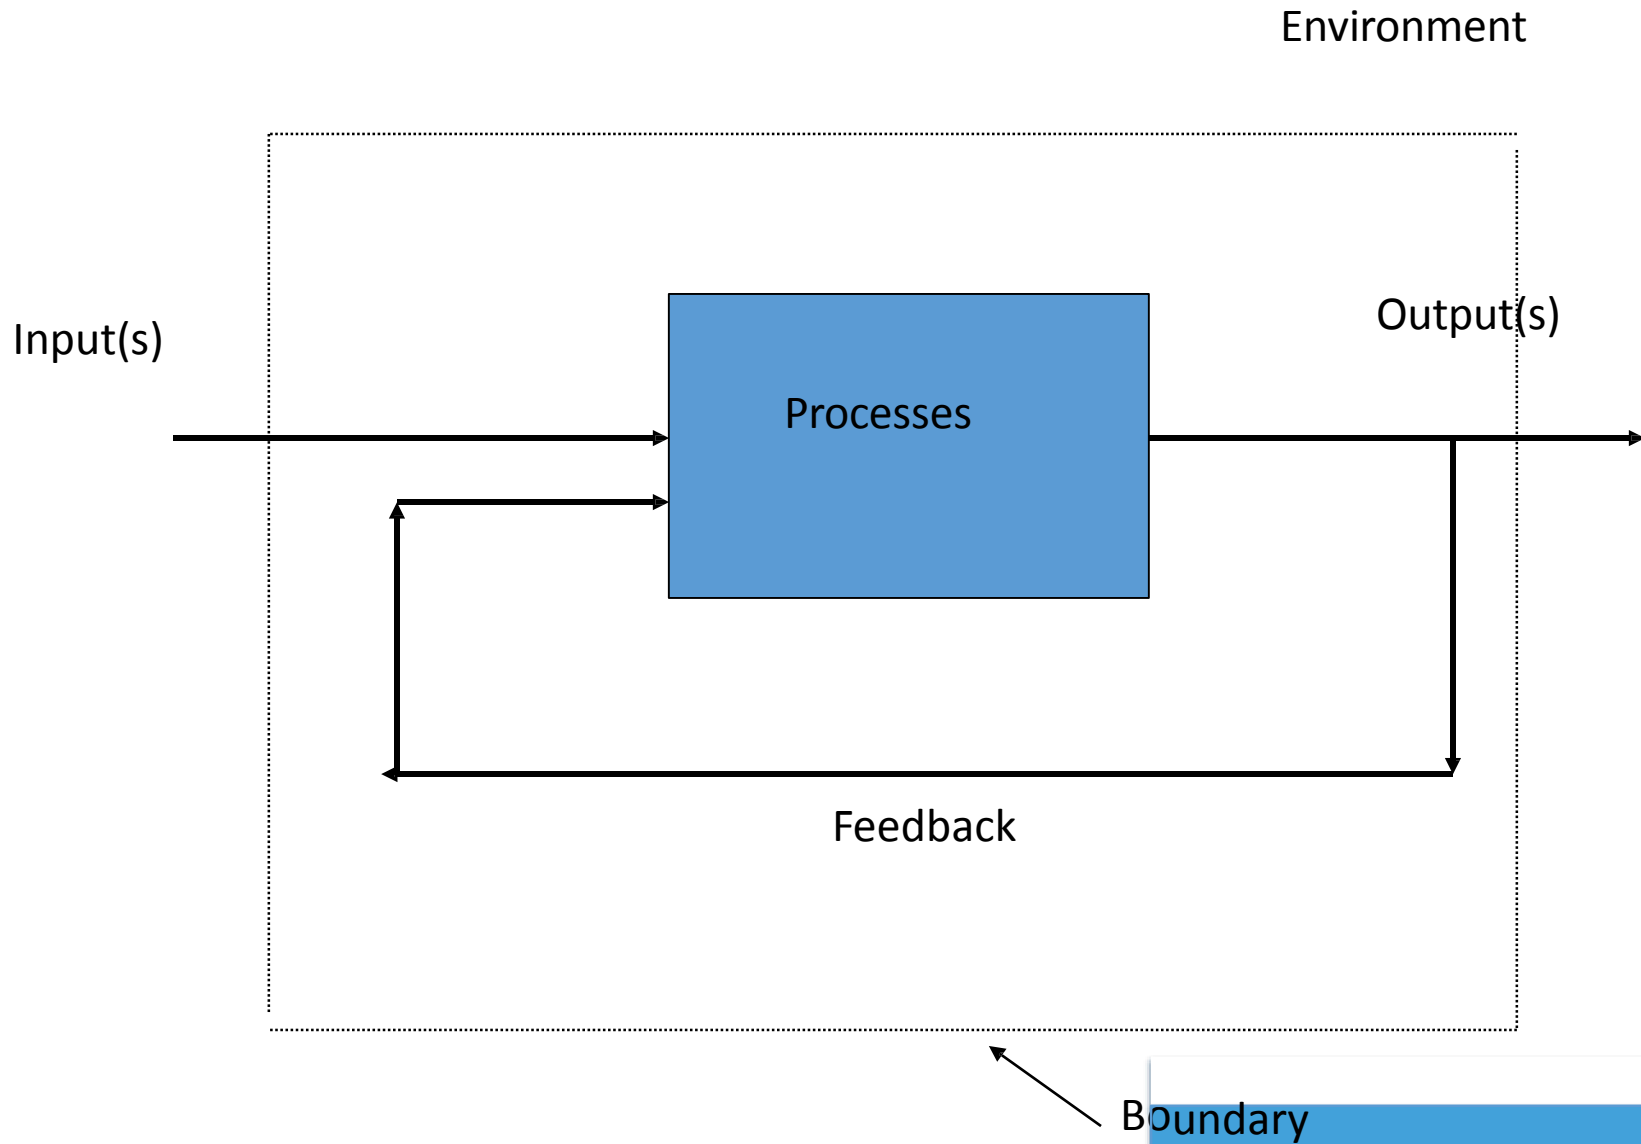 Environment
Input(s)
Output(s)
Processes
Feedback
Boundary